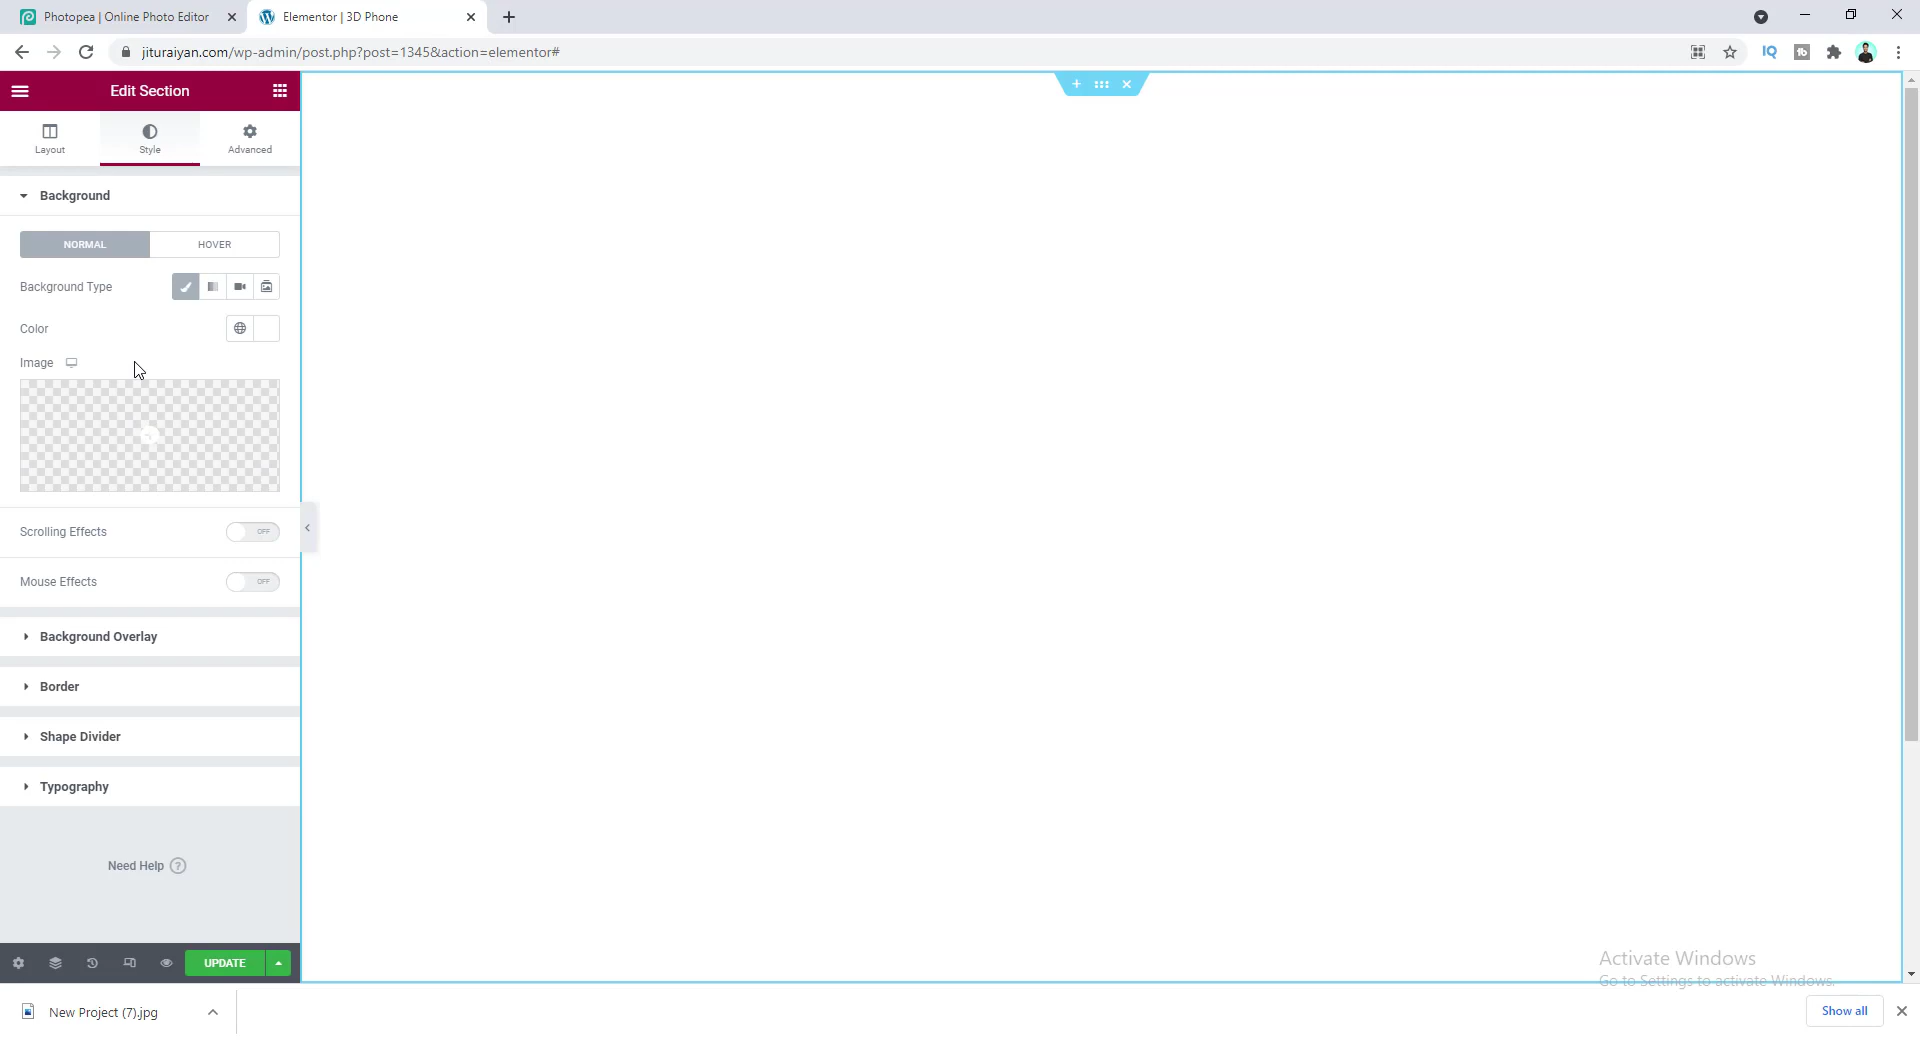 Photopea | Online Photo Editor
Elementor | 3D Phone
jituraiyan.com/wp-admin/post.php?post=1345&action=elementor#
IQ
tb
Edit Section
Layout
Style
Advanced
Background
NORMAL
HOVER
Background Type
Color
Image
Scrolling Effects
OFF
Mouse Effects
OFF
Background Overlay
Border
Shape Divider
Typography
Need Help ?
UPDATE
Activate Windows
Go to Settings to activate Windows.
New Project (7).jpg
Show all